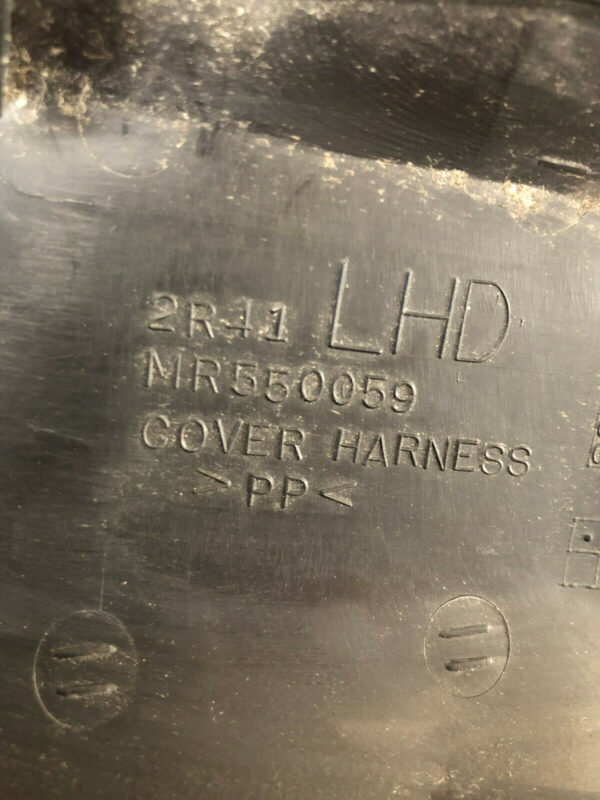 2R41 LHD
MR550059
COVER HARNESS
>PP<